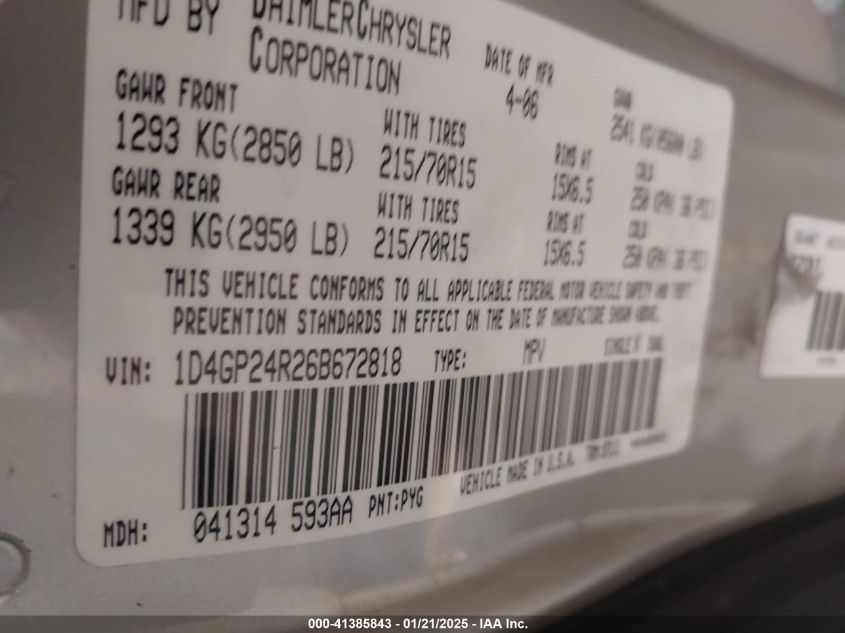 MFD BY DAIMLERCHRYSLER CORPORATION
DATE OF MFR
4-06
GAWR FRONT
1293 KG(2850 LB)
WITH TIRES
215/70R15
RIMS AT
15X6.5
COLD
GAWR REAR
1339 KG(2950 LB)
WITH TIRES
215/70R15
RIMS AT
15X6.5
COLD
THIS VEHICLE CONFORMS TO ALL APPLICABLE FEDERAL MOTOR VEHICLE SAFETY AND THEFT
PREVENTION STANDARDS IN EFFECT ON THE DATE OF MANUFACTURE SHOWN ABOVE.
VIN: 1D4GP24R26B672818 TYPE: MPV SINGLE X DUAL
VEHICLE MADE IN U.S.A.
MDH: 041314 593AA PNT:PYG
000-41385843 - 01/21/2025 - IAA Inc.